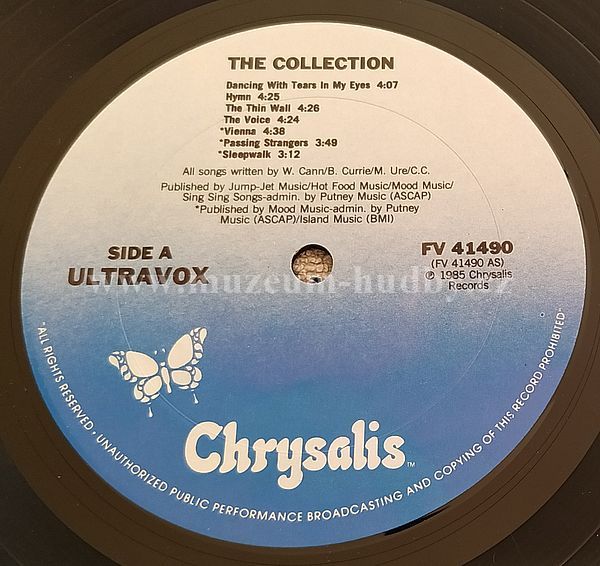 THE COLLECTION
Dancing With Tears In My Eyes 4:07
Hymn 4:25
The Thin Wall 4:26
The Voice 4:24
*Vienna 4:38
*Passing Strangers 3:49
*Sleepwalk 3:12
All songs written by W. Cann/B. Currie/M. Ure/C.C.
Published by Jump-Jet Music/Hot Food Music/Mood Music/
Sing Sing Songs-admin. by Putney Music (ASCAP)
*Published by Mood Music-admin. by Putney
Music (ASCAP)/Island Music (BMI)
SIDE A
ULTRAVOX
FV 41490
(FV 41490 AS)
℗ 1985 Chrysalis
Records
www.muzeum-hudby.cz
Chrysalis™
"ALL RIGHTS RESERVED · UNAUTHORIZED PUBLIC PERFORMANCE BROADCASTING AND COPYING OF THIS RECORD PROHIBITED"